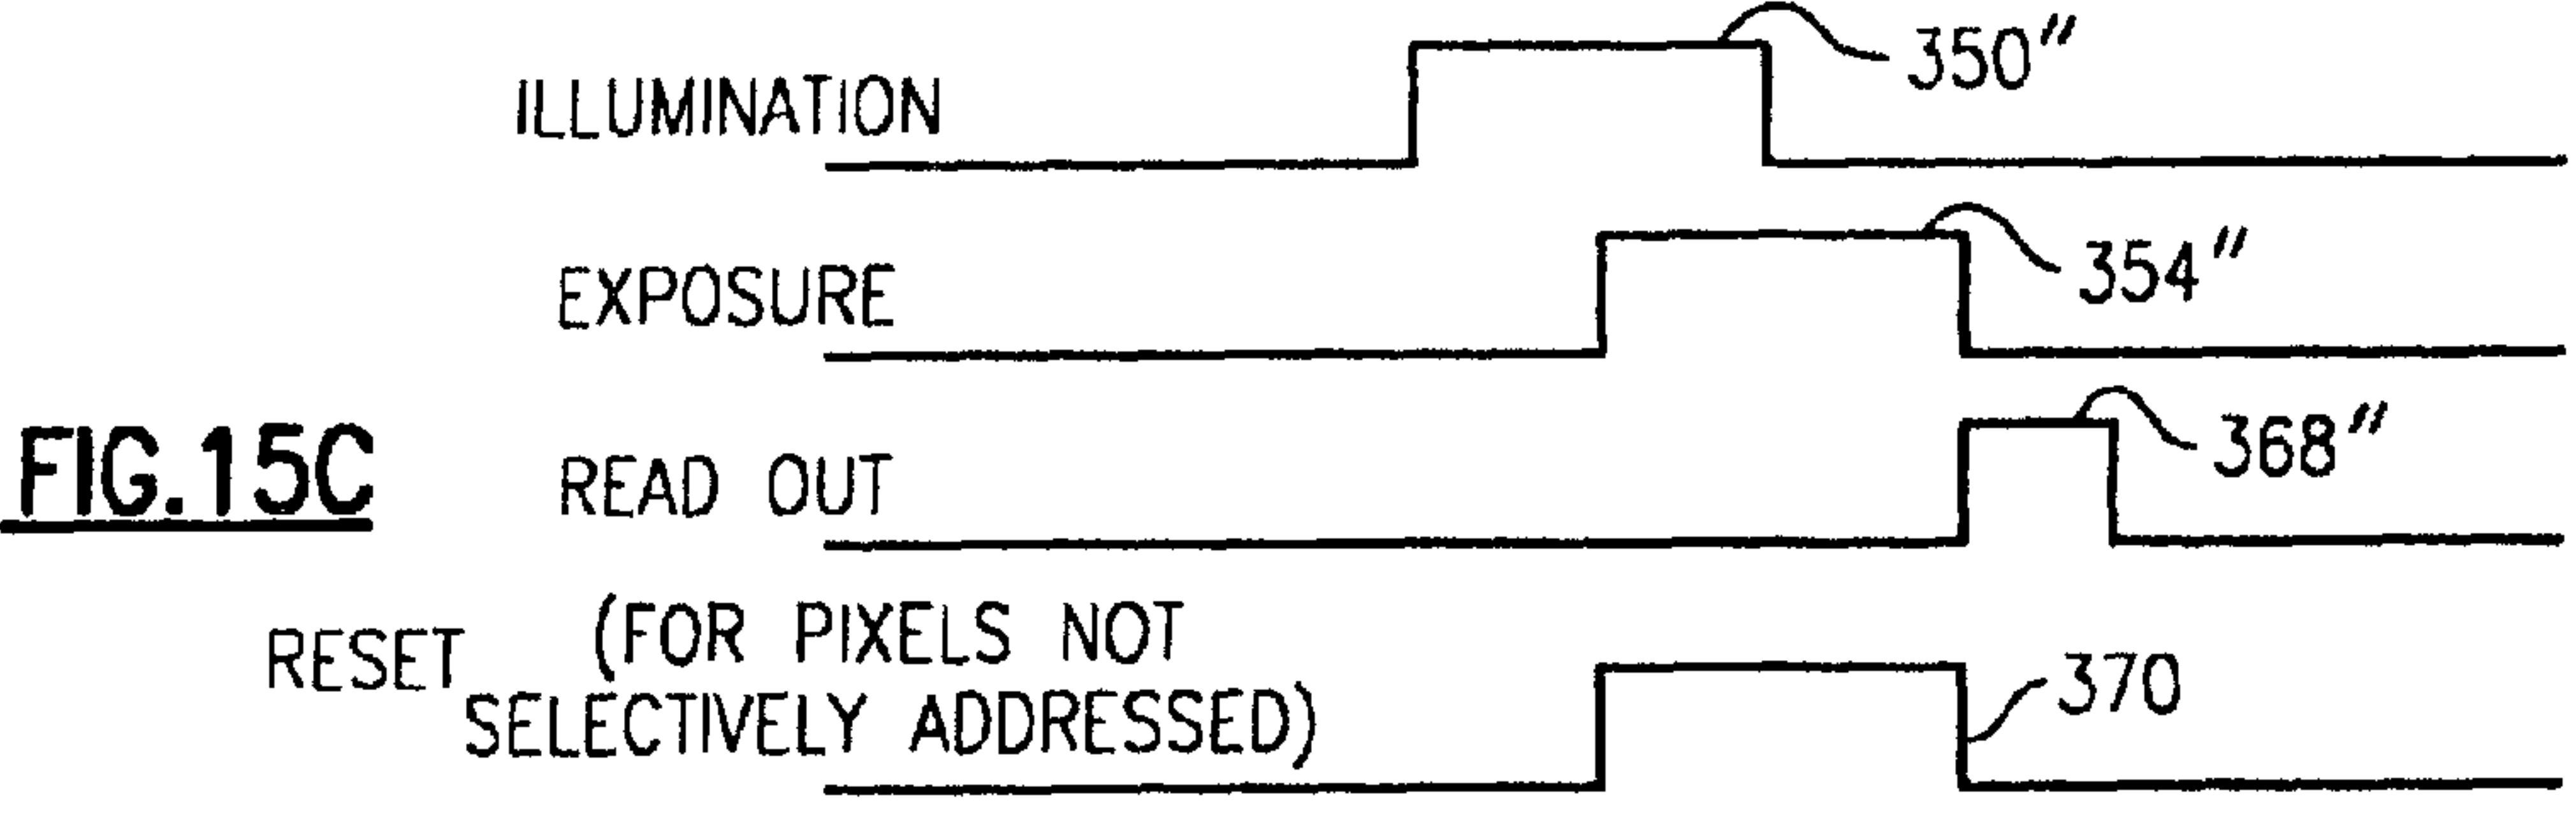 ILLUMINATION
350"
EXPOSURE
354"
FIG.15C
READ OUT
368"
RESET (FOR PIXELS NOT
SELECTIVELY ADDRESSED)
370